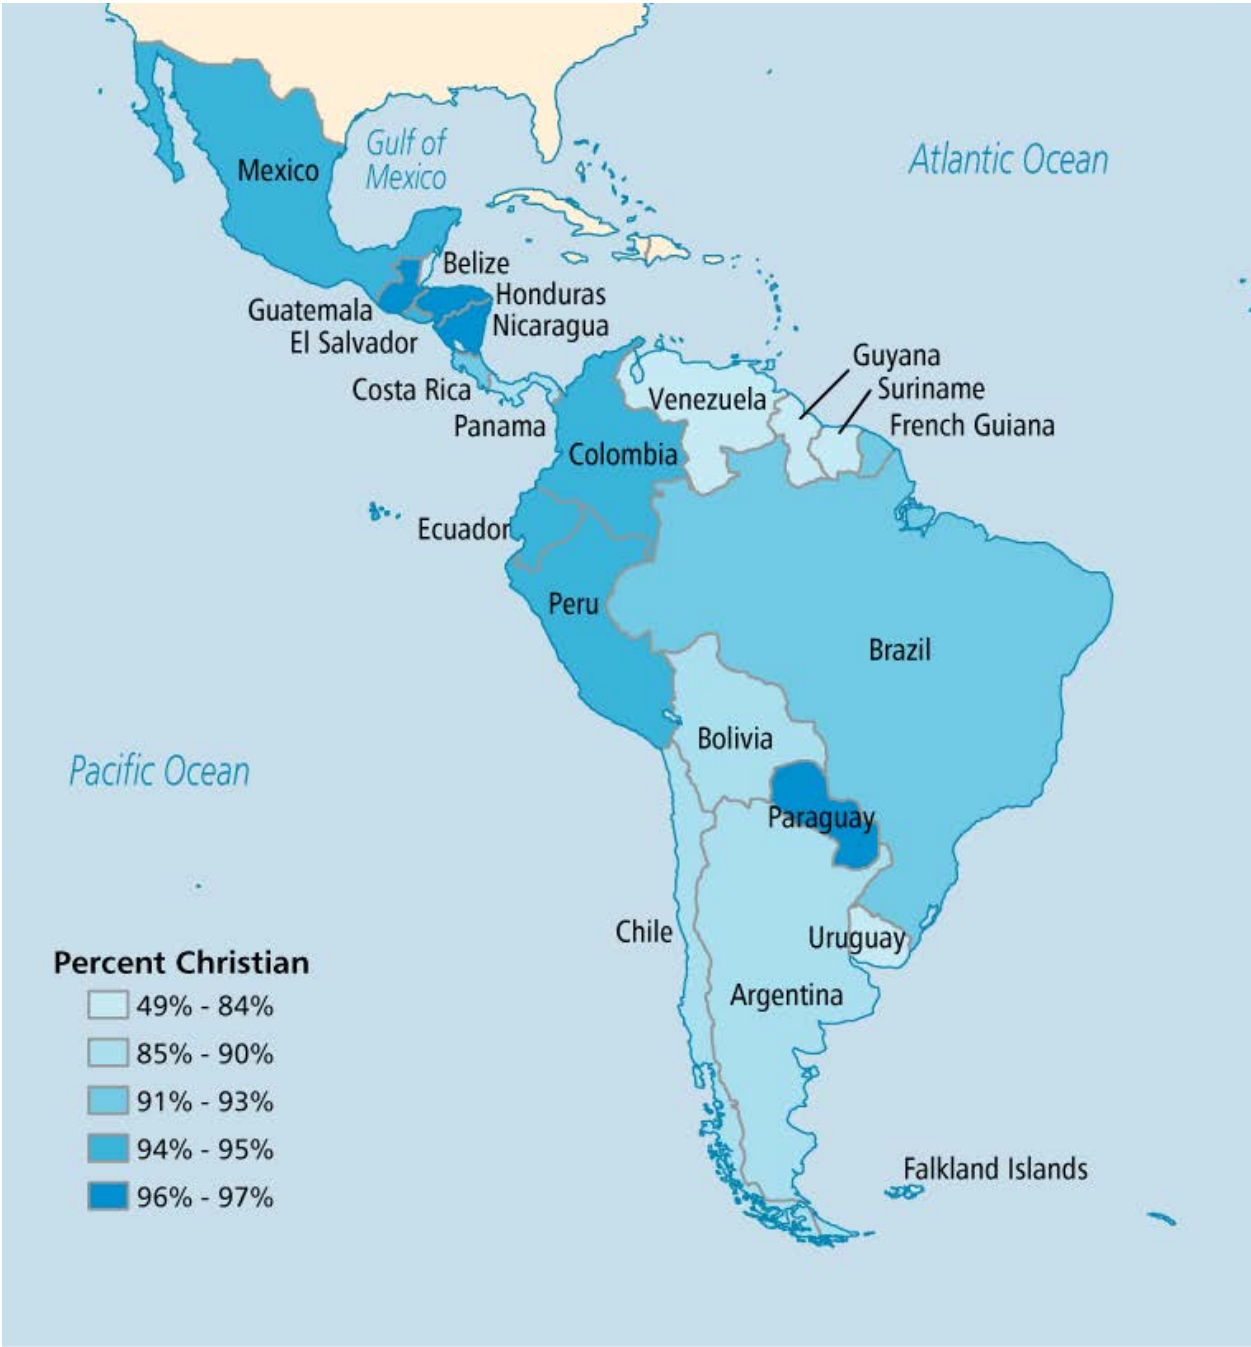 Gulf of
Mexico
Atlantic Ocean
Mexico
Belize
Honduras
Guatemala
Nicaragua
El Salvador
Guyana
Costa Rica
Suriname
Venezuela
Panama
French Guiana
Colombia
Ecuador
Peru
Brazil
Bolivia
Pacific Ocean
Paraguay
Chile
Uruguay
Argentina
Percent Christian
49% - 84%
85% - 90%
91% - 93%
94% - 95%
96% - 97%
Falkland Islands